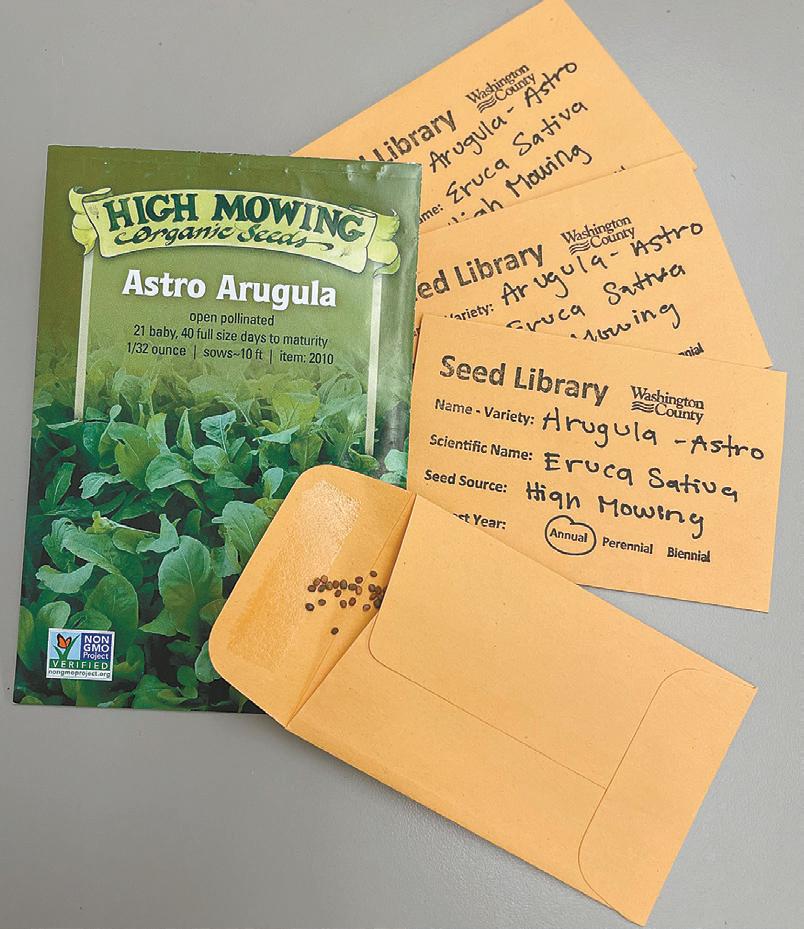 HIGH MOWING
Organic Seeds
Astro Arugula
open pollinated
21 baby, 40 full size days to maturity
1/32 ounce | sows~10 ft | item: 2010
NON
GMO
Project
VERIFIED
nongmoproject.org
Library
Washington
County
Arugula - Astro
Eruca Sativa
High Mowing
Library
Washington
County
Variety: Arugula - Astro
Eruca Sativa
Mowing
Seed Library
Washington
County
Name - Variety: Arugula - Astro
Scientific Name: Eruca Sativa
Seed Source: High Mowing
Year:
Annual Perennial Biennial